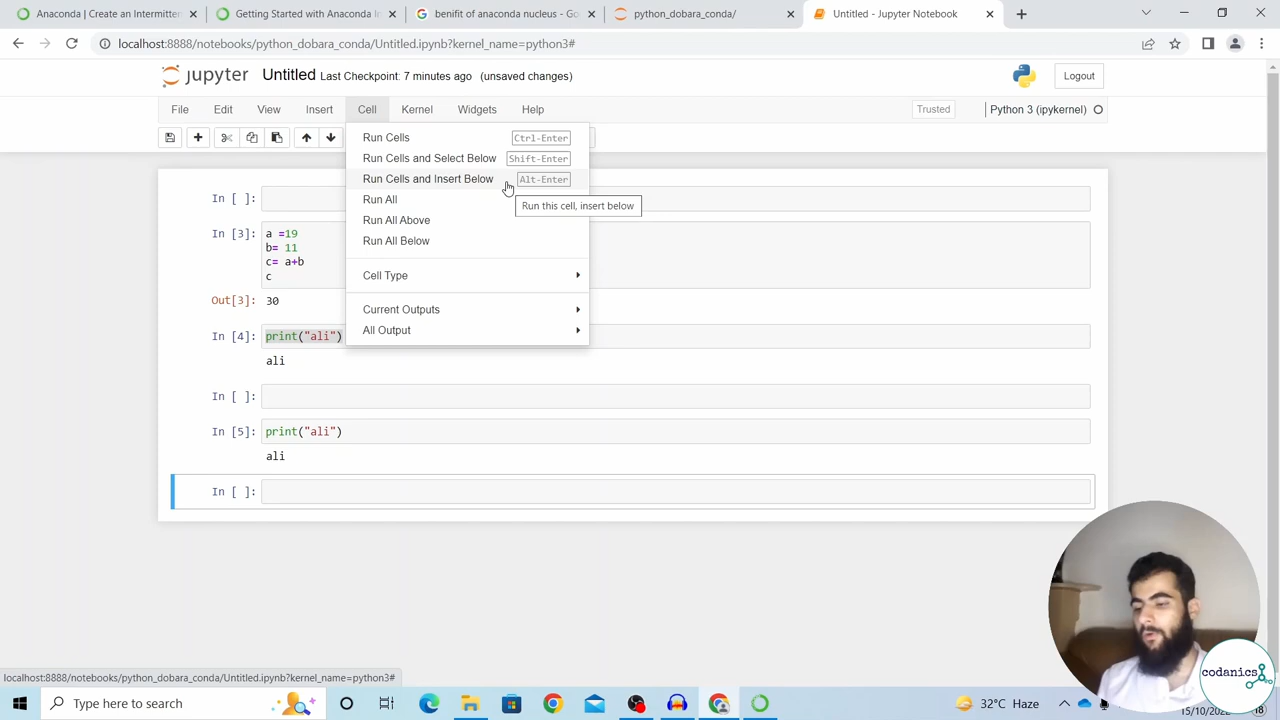 Anaconda | Create an Intermitten
Getting Started with Anaconda I
benifit of anaconda nucleus - Go
python_dobara_conda/
Untitled - Jupyter Notebook
localhost:8888/notebooks/python_dobara_conda/Untitled.ipynb?kernel_name=python3#
jupyter Untitled Last Checkpoint: 7 minutes ago (unsaved changes)
Logout
File Edit View Insert Cell Kernel Widgets Help
Trusted
Python 3 (ipykernel)
Run Cells Ctrl-Enter
Run Cells and Select Below Shift-Enter
Run Cells and Insert Below Alt-Enter
Run this cell, insert below
Run All
Run All Above
Run All Below
Cell Type
Current Outputs
All Output
In [ ]:
In [3]: a =19
b= 11
c= a+b
c
Out[3]: 30
In [4]: print("ali")
ali
In [ ]:
In [5]: print("ali")
ali
In [ ]:
codanics
localhost:8888/notebooks/python_dobara_conda/Untitled.ipynb?kernel_name=python3#
Type here to search
32°C Haze